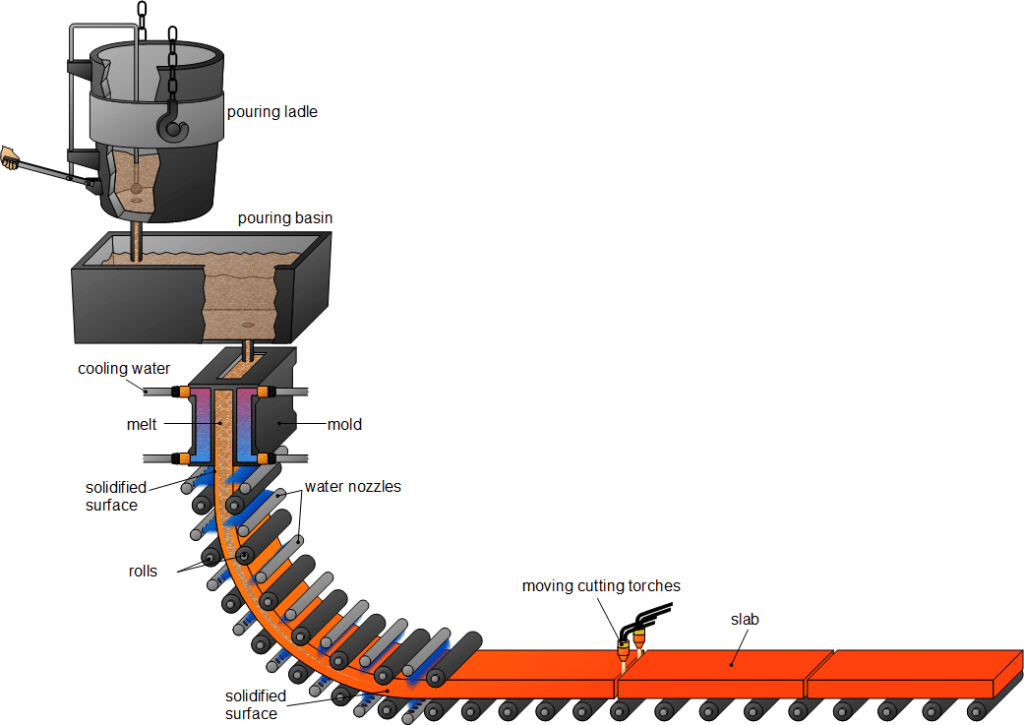 pouring ladle
pouring basin
cooling water
melt
mold
solidified
surface
water nozzles
rolls
moving cutting torches
slab
solidified
surface